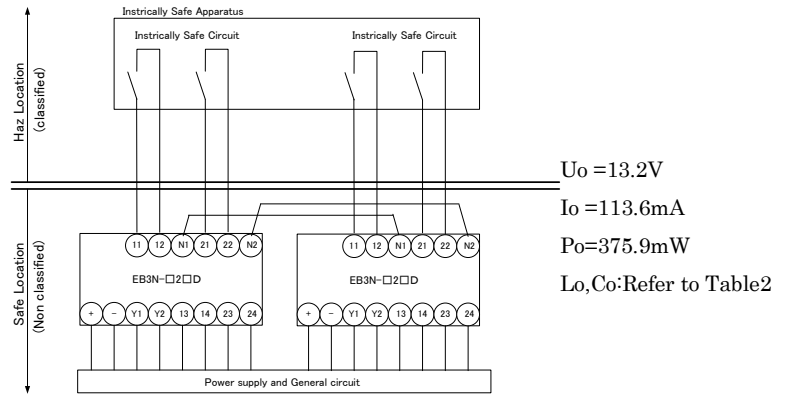 Instrically Safe Apparatus
Instrically Safe Circuit
Instrically Safe Circuit
Haz Location
(classified)
Uo =13.2V
Io =113.6mA
Po=375.9mW
Lo,Co:Refer to Table2
Safe Location
(Non classified)
11 12 N1 21 22 N2
11 12 N1 21 22 N2
EB3N-□2□D
EB3N-□2□D
+ - Y1 Y2 13 14 23 24
+ - Y1 Y2 13 14 23 24
Power supply and General circuit